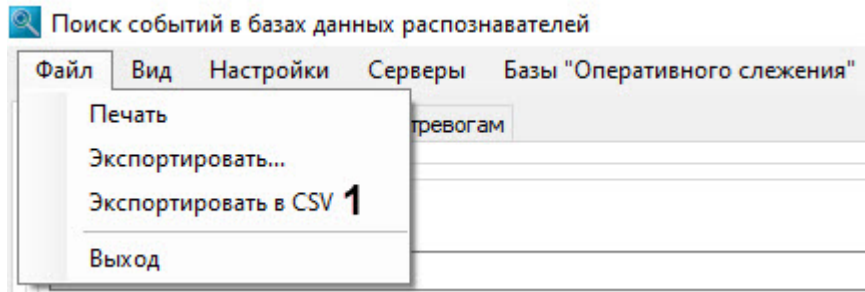 Поиск событий в базах данных распознавателей
Файл Вид Настройки Серверы Базы "Оперативного слежения"
Печать
тревогам
Экспортировать...
Экспортировать в CSV 1
Выход